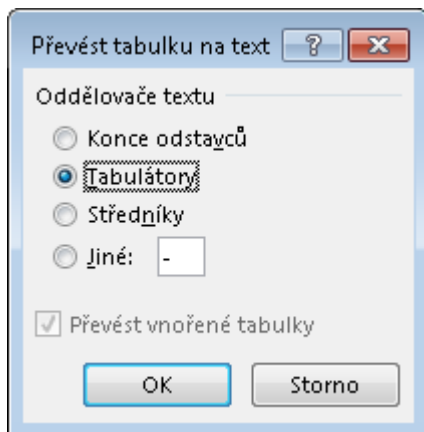 Převést tabulku na text
Oddělovače textu
Konce odstavců
Tabulátory
Středníky
Jiné: -
Převést vnořené tabulky
OK Storno